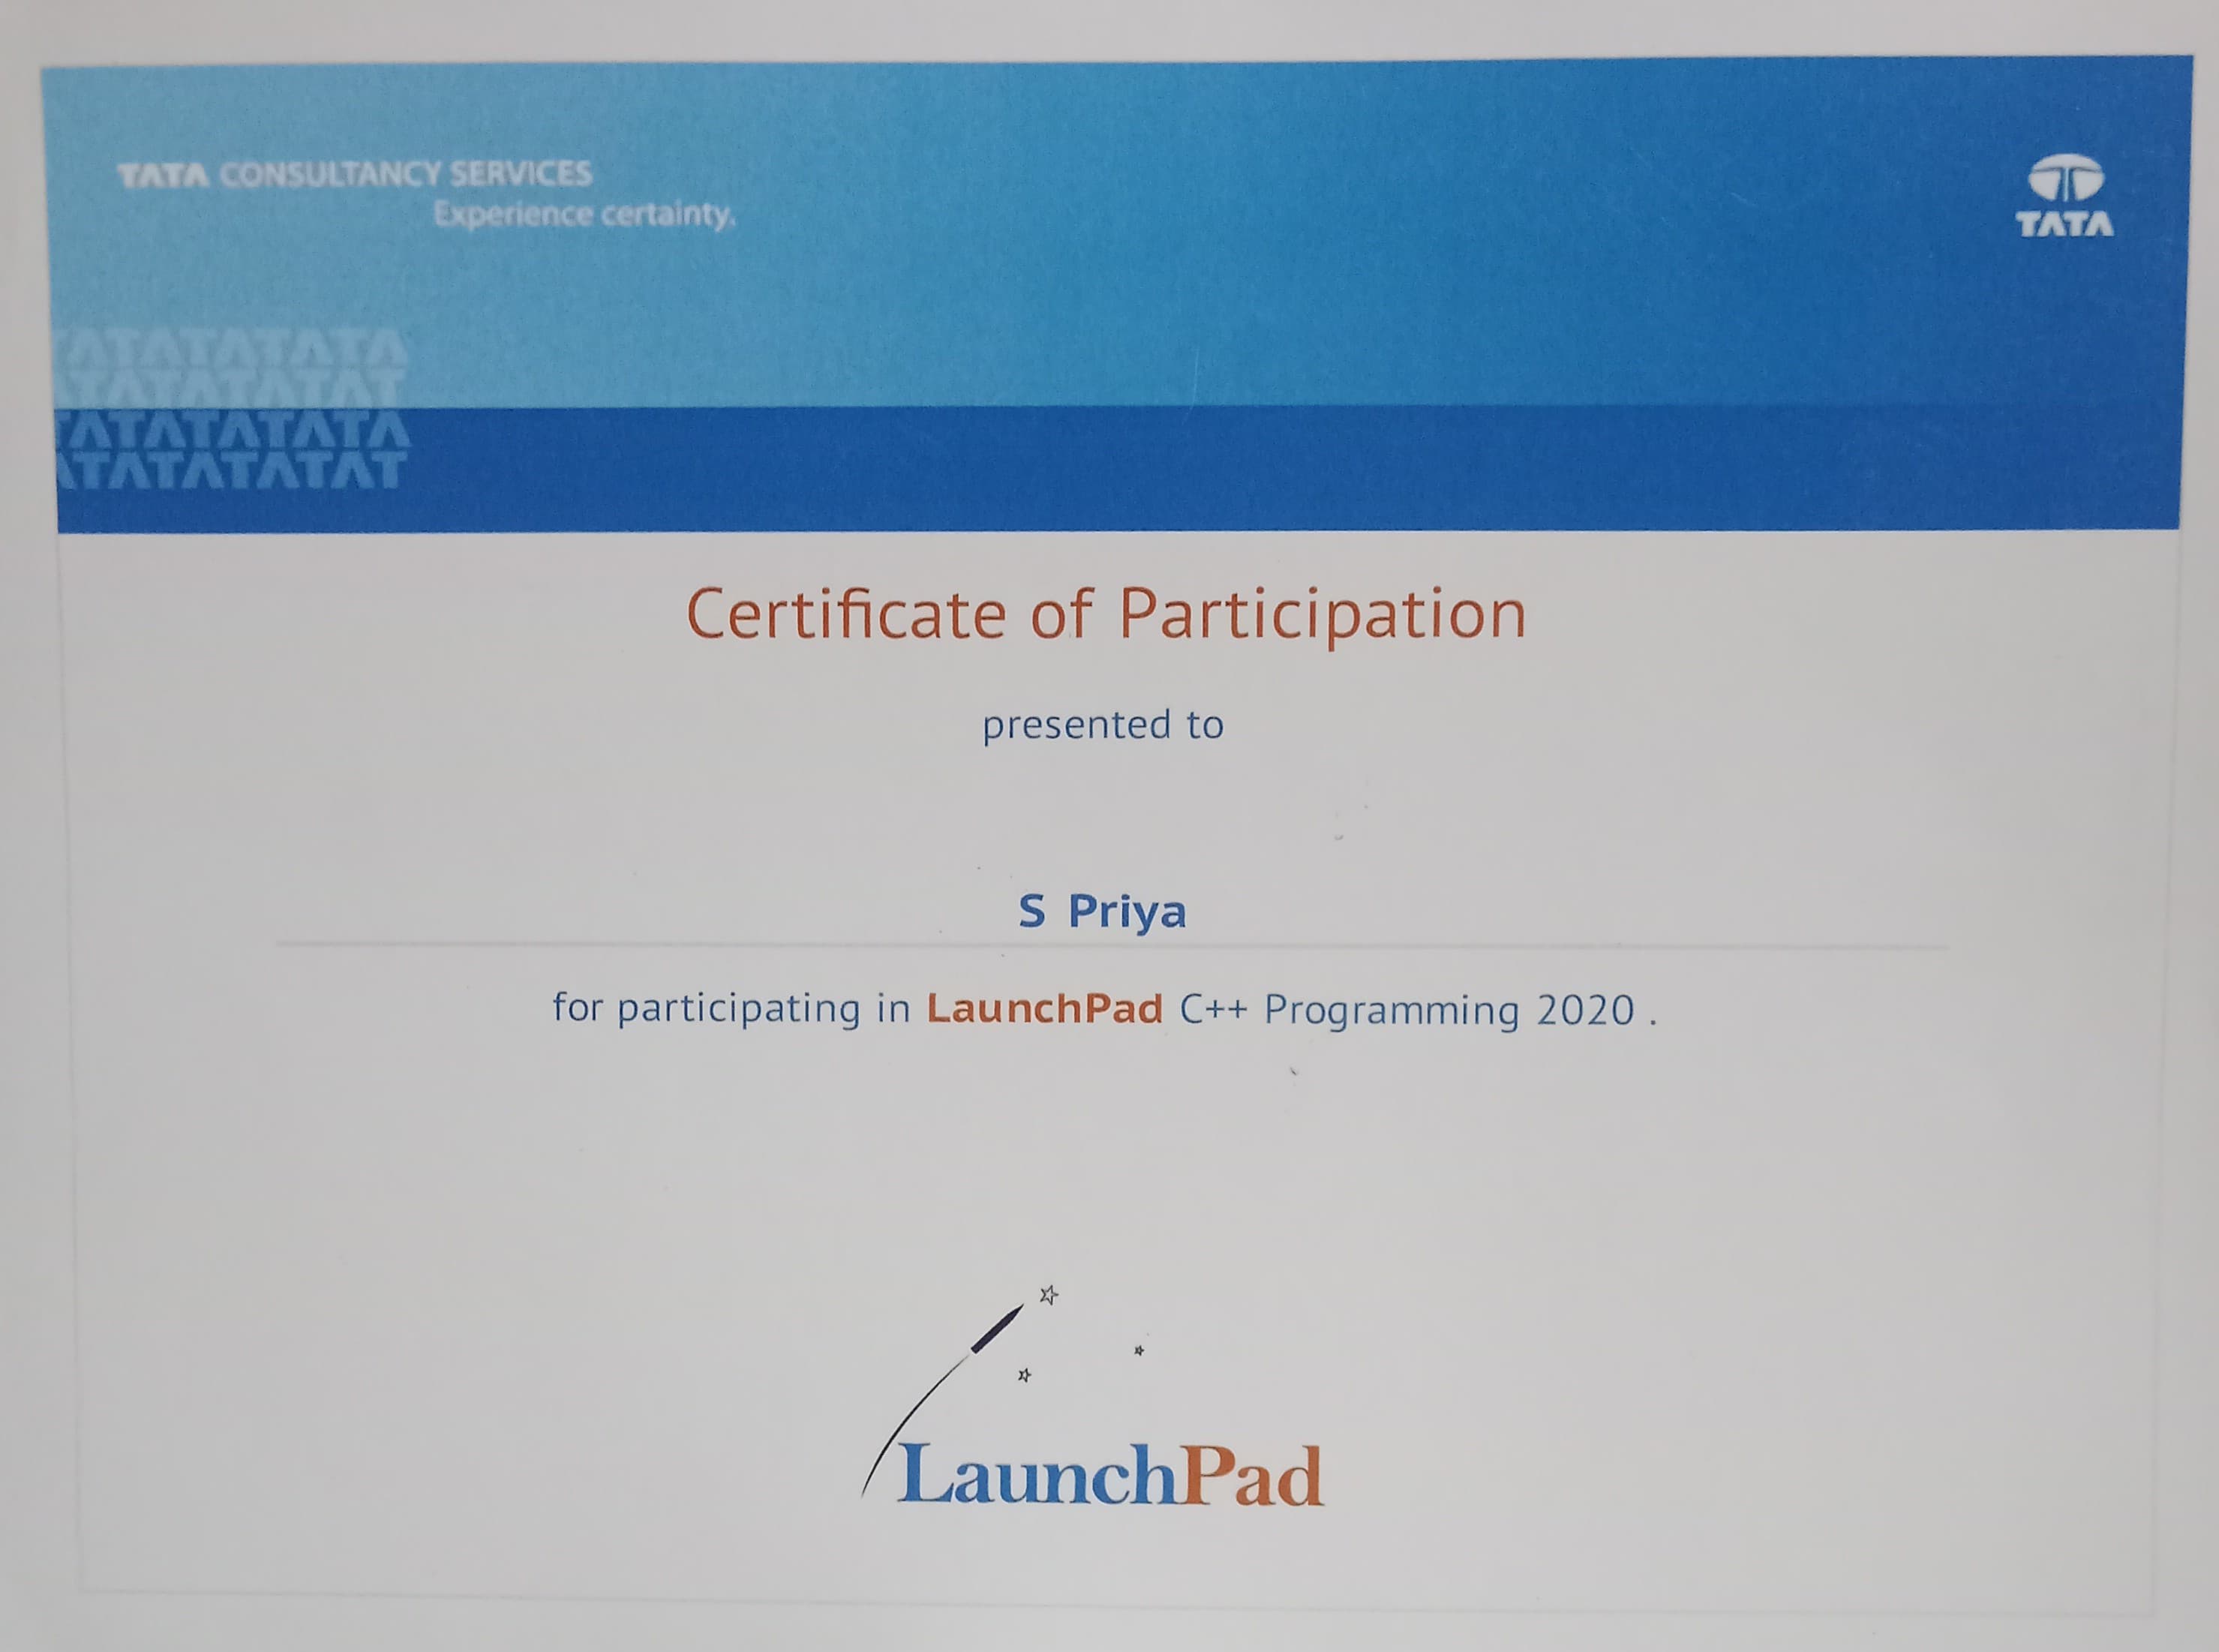 TATA CONSULTANCY SERVICES
Experience certainty.
TATA
TATATATATA
TATATATAT
TATATATATA
ATATATATAT
Certificate of Participation
presented to
S Priya
for participating in LaunchPad C++ Programming 2020 .
LaunchPad